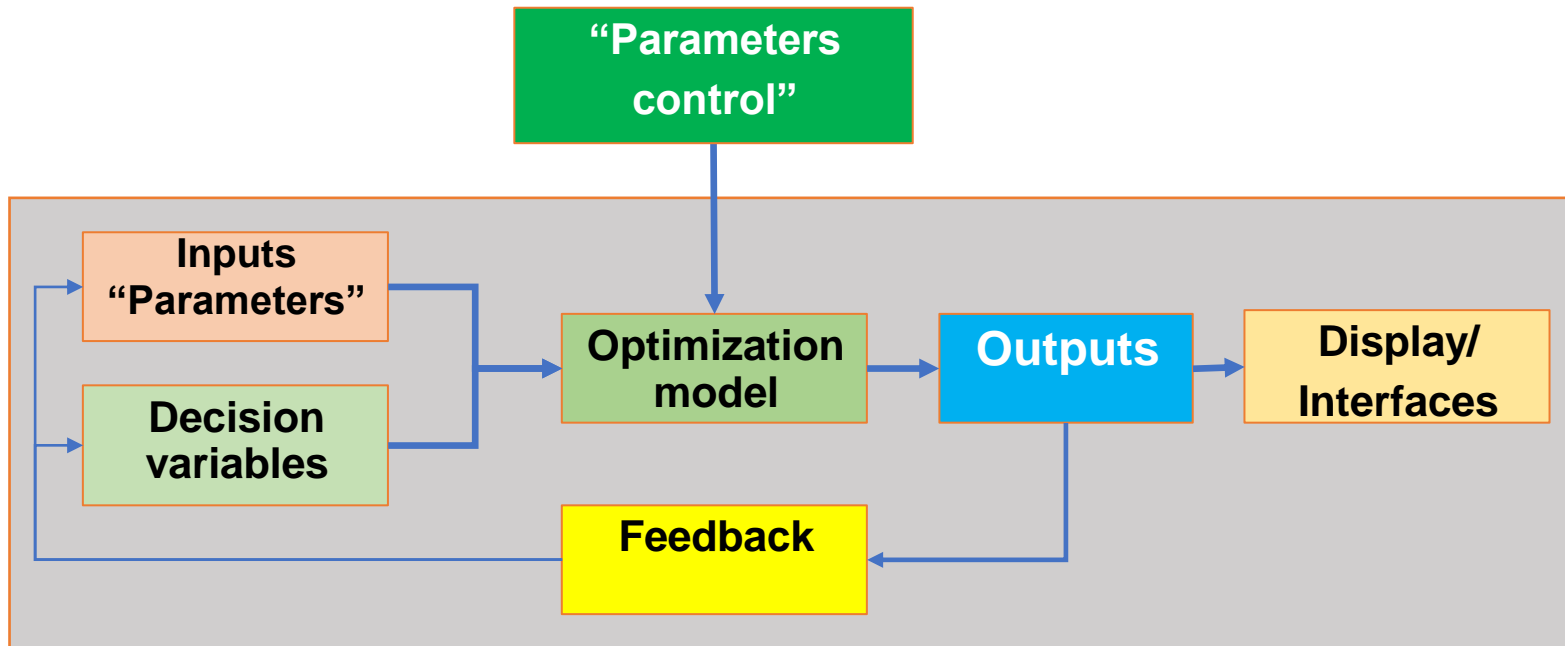 “Parameters
control”
Inputs
“Parameters”
Decision
variables
Optimization
model
Outputs
Display/
Interfaces
Feedback